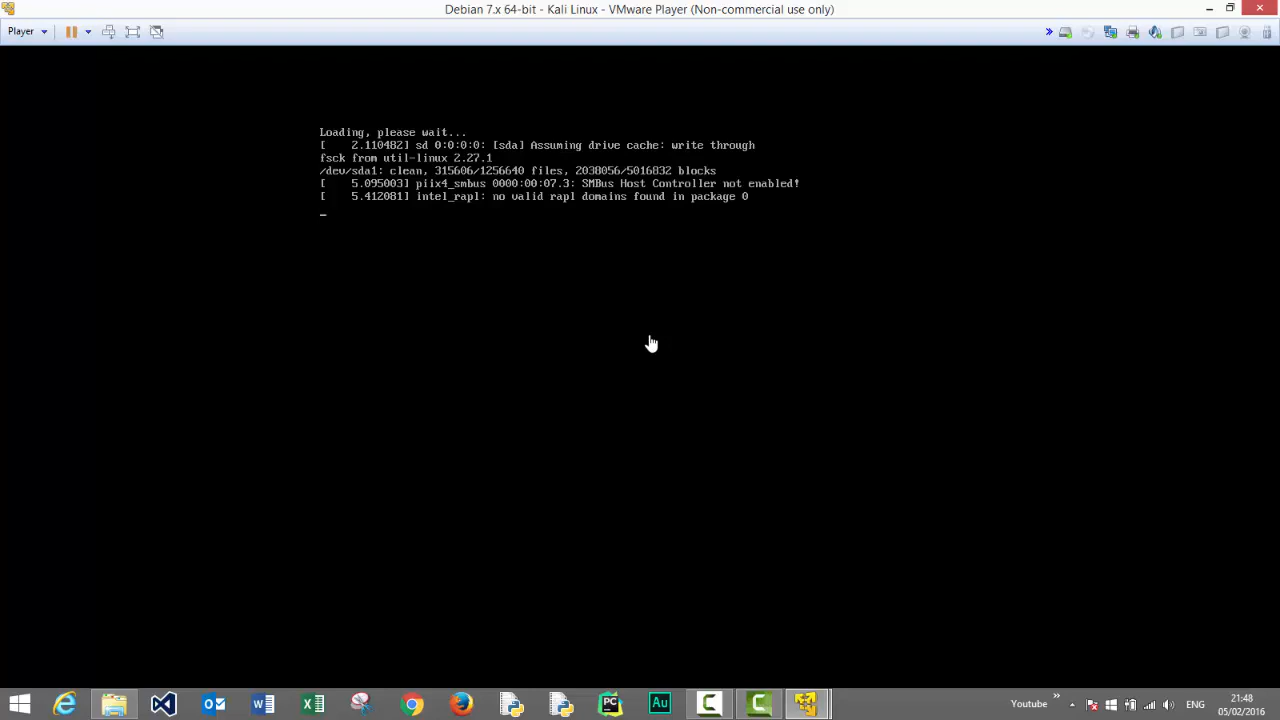 Debian 7.x 64-bit - Kali Linux - VMware Player (Non-commercial use only)
Player
Loading, please wait...
[    2.110482] sd 0:0:0:0: [sda] Assuming drive cache: write through
fsck from util-linux 2.27.1
/dev/sda1: clean, 315606/1256640 files, 2038056/5016832 blocks
[    5.095003] piix4_smbus 0000:00:07.3: SMBus Host Controller not enabled!
[    5.412081] intel_rapl: no valid rapl domains found in package 0
PC
Au
Youtube
ENG
21:48
05/02/2016